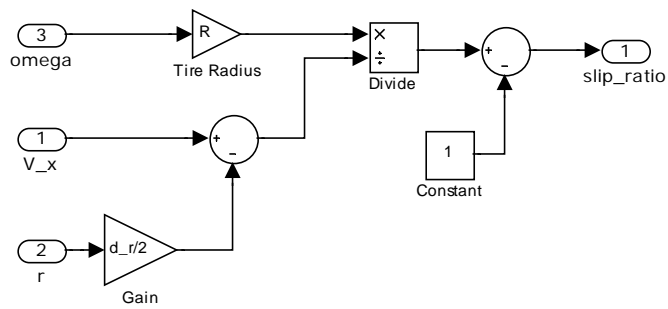 3
omega
R
Tire Radius
×
÷
Divide
+
−
1
slip_ratio
1
V_x
+
−
1
Constant
2
r
d_r/2
Gain